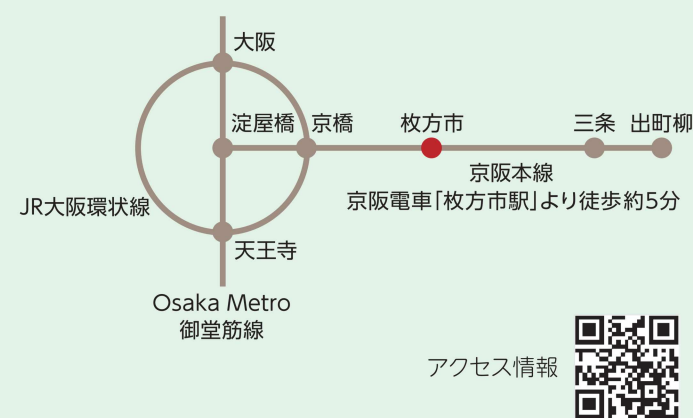 大阪
淀屋橋 京橋 枚方市 三条 出町柳
京阪本線
京阪電車「枚方市駅」より徒歩約5分
JR大阪環状線
天王寺
Osaka Metro
御堂筋線
アクセス情報